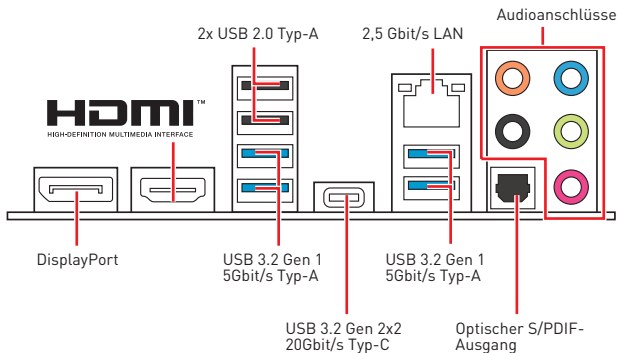 Audioanschlüsse
2x USB 2.0 Typ-A
2,5 Gbit/s LAN
HDMI™
HIGH-DEFINITION MULTIMEDIA INTERFACE
DisplayPort
USB 3.2 Gen 1
5Gbit/s Typ-A
USB 3.2 Gen 1
5Gbit/s Typ-A
USB 3.2 Gen 2x2
20Gbit/s Typ-C
Optischer S/PDIF-
Ausgang